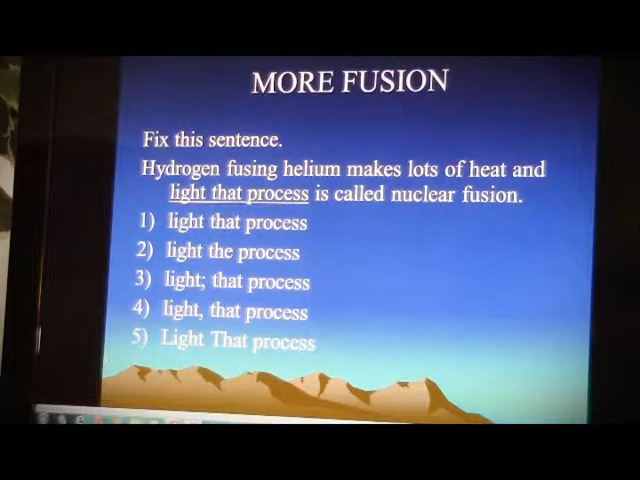 MORE FUSION
Fix this sentence.
Hydrogen fusing helium makes lots of heat and
light that process is called nuclear fusion.
1) light that process
2) light the process
3) light; that process
4) light, that process
5) Light That process